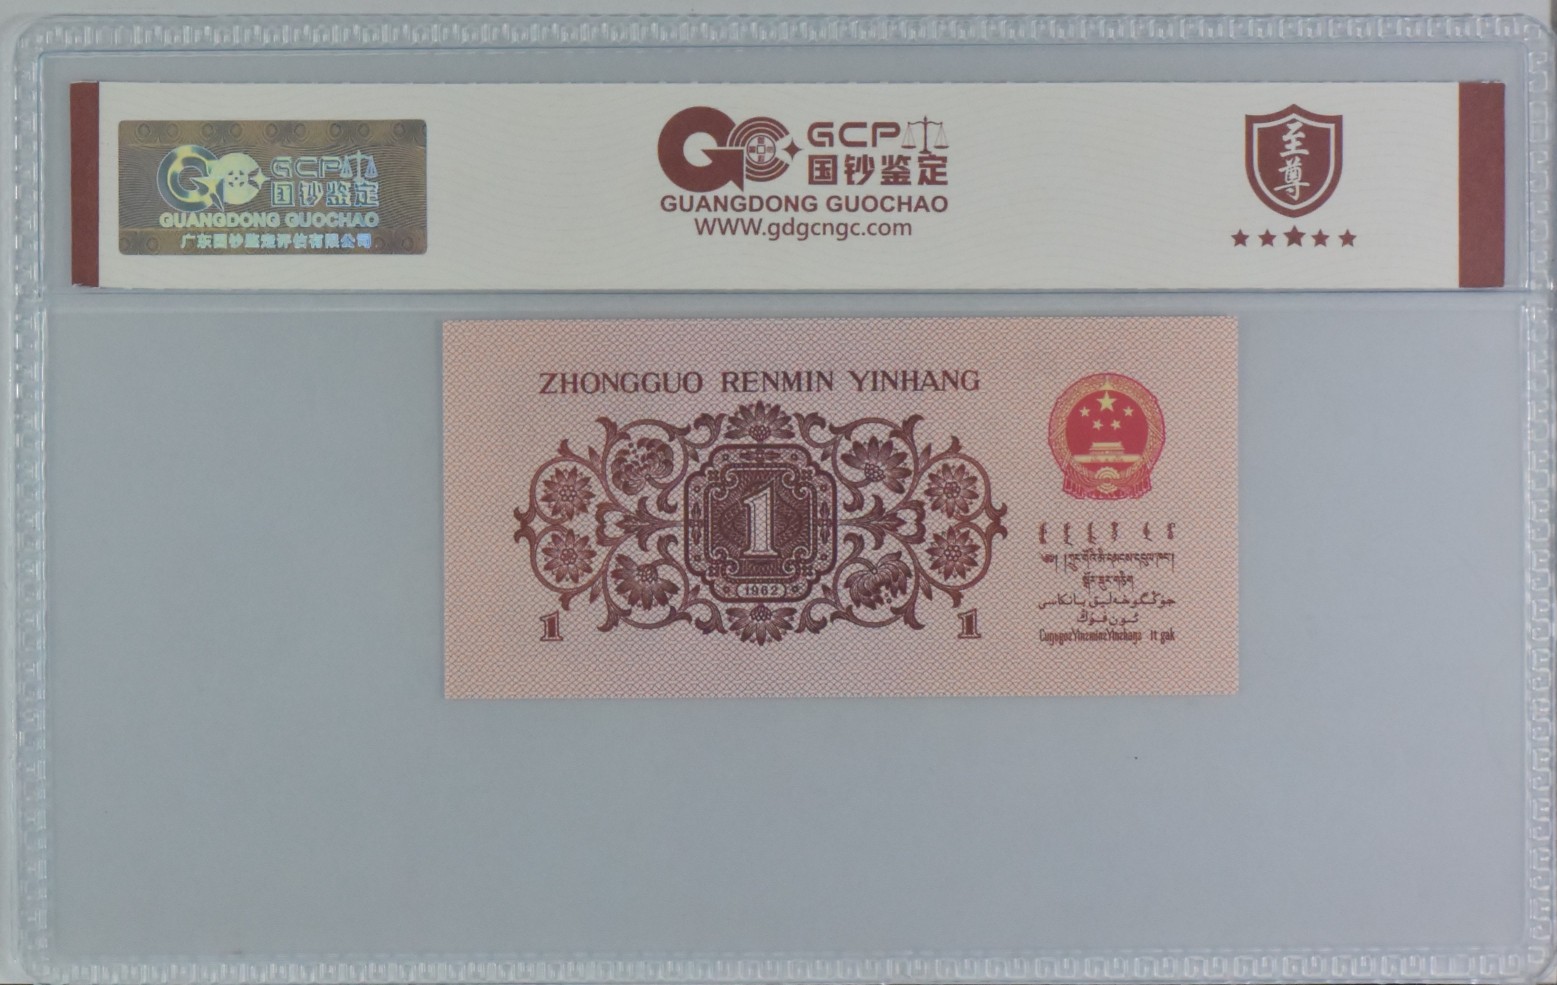 GCP
国钞鉴定
GUANGDONG GUOCHAO
广东国钞鉴定评估有限公司
GCP
国钞鉴定
GUANGDONG GUOCHAO
WWW.gdgcngc.com
至尊
ZHONGGUO RENMIN YINHANG
1
1962
1
1
جۇڭگوخەلىق بانكاسى